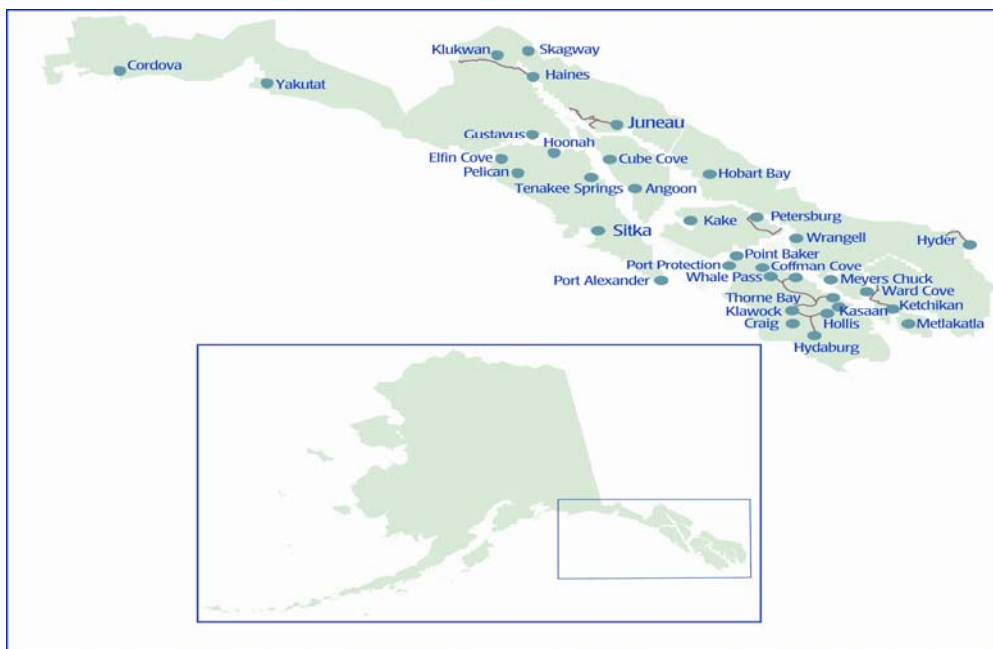 Klukwan
Skagway
Cordova
Haines
Yakutat
Juneau
Gustavus
Hoonah
Elfin Cove
Cube Cove
Pelican
Hobart Bay
Tenakee Springs
Angoon
Kake
Petersburg
Sitka
Wrangell
Hyder
Point Baker
Port Protection
Coffman Cove
Port Alexander
Whale Pass
Meyers Chuck
Ward Cove
Thorne Bay
Ketchikan
Klawock
Kasaan
Craig
Hollis
Metlakatla
Hydaburg